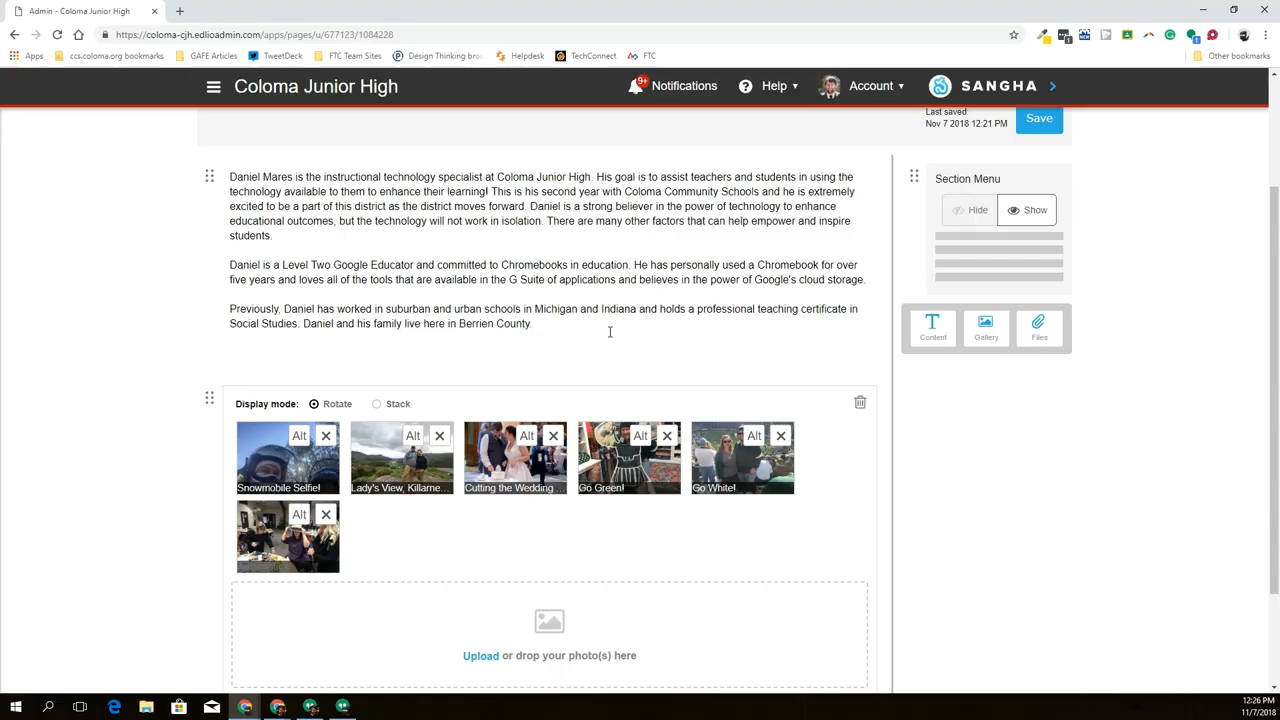 Admin - Coloma Junior High
https://coloma-cjh.edlioadmin.com/apps/pages/u/677123/1084228
Apps ccs.coloma.org bookmarks GAFE Articles TweetDeck FTC Team Sites Design Thinking bro Helpdesk TechConnect FTC Other bookmarks
Coloma Junior High 9+ Notifications Help Account SANGHA
Last saved:
Nov 7 2018 12:21 PM Save
Daniel Mares is the instructional technology specialist at Coloma Junior High. His goal is to assist teachers and students in using the
technology available to them to enhance their learning! This is his second year with Coloma Community Schools and he is extremely
excited to be a part of this district as the district moves forward. Daniel is a strong believer in the power of technology to enhance
educational outcomes, but the technology will not work in isolation. There are many other factors that can help empower and inspire
students.
Daniel is a Level Two Google Educator and committed to Chromebooks in education. He has personally used a Chromebook for over
five years and loves all of the tools that are available in the G Suite of applications and believes in the power of Google's cloud storage.
Previously, Daniel has worked in suburban and urban schools in Michigan and Indiana and holds a professional teaching certificate in
Social Studies. Daniel and his family live here in Berrien County.
Section Menu
Hide Show
Content Gallery Files
Display mode: Rotate Stack
Alt Alt Alt Alt Alt
Snowmobile Selfie! Lady's View, Killarne... Cutting the Wedding ... Go Green! Go White!
Alt
Upload or drop your photo(s) here
12:26 PM
11/7/2018